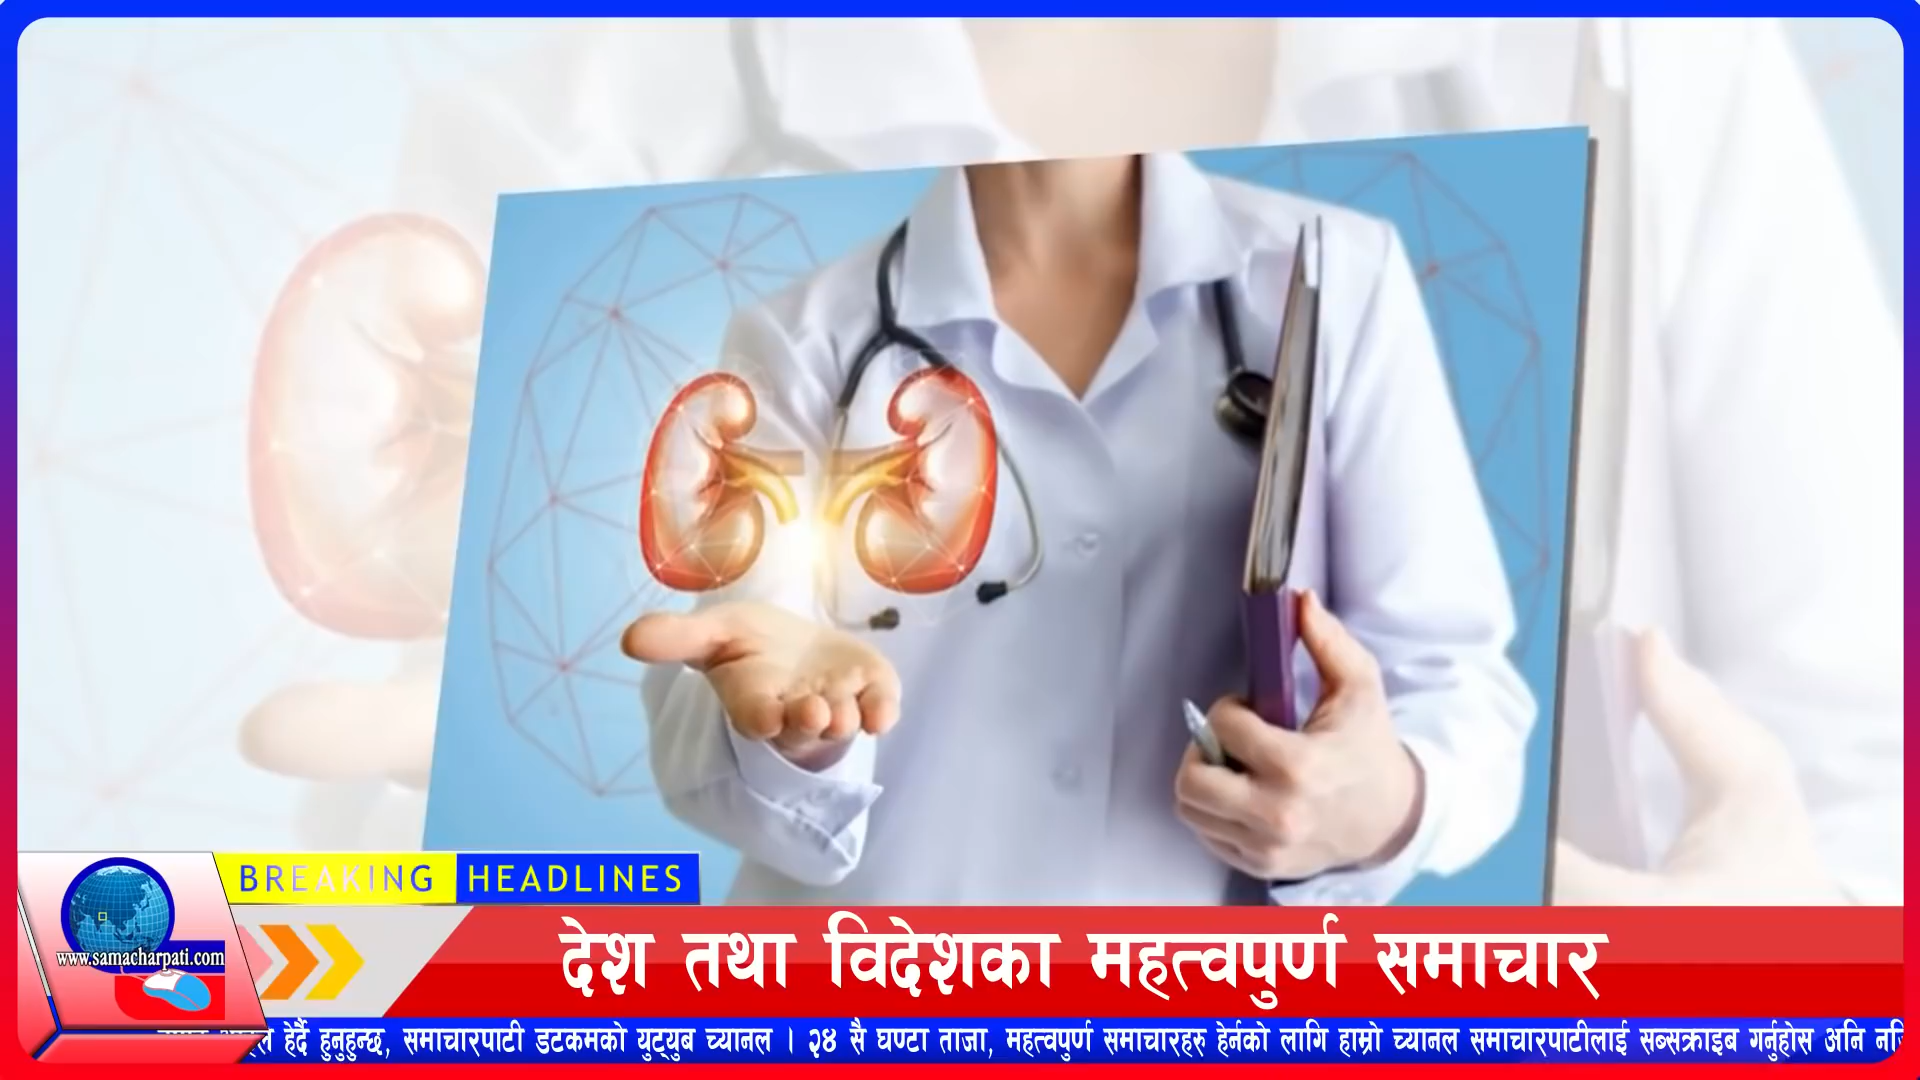 BREAKING HEADLINES
www.samacharpati.com
देश तथा विदेशका महत्वपुर्ण समाचार
हेर्दै हुनुहुन्छ, समाचारपाटी डटकमको युट्युब च्यानल । २४ सै घण्टा ताजा, महत्वपुर्ण समाचारहरु हेर्नको लागि हाम्रो च्यानल समाचारपाटीलाई सब्सक्राइब गर्नुहोस अनि